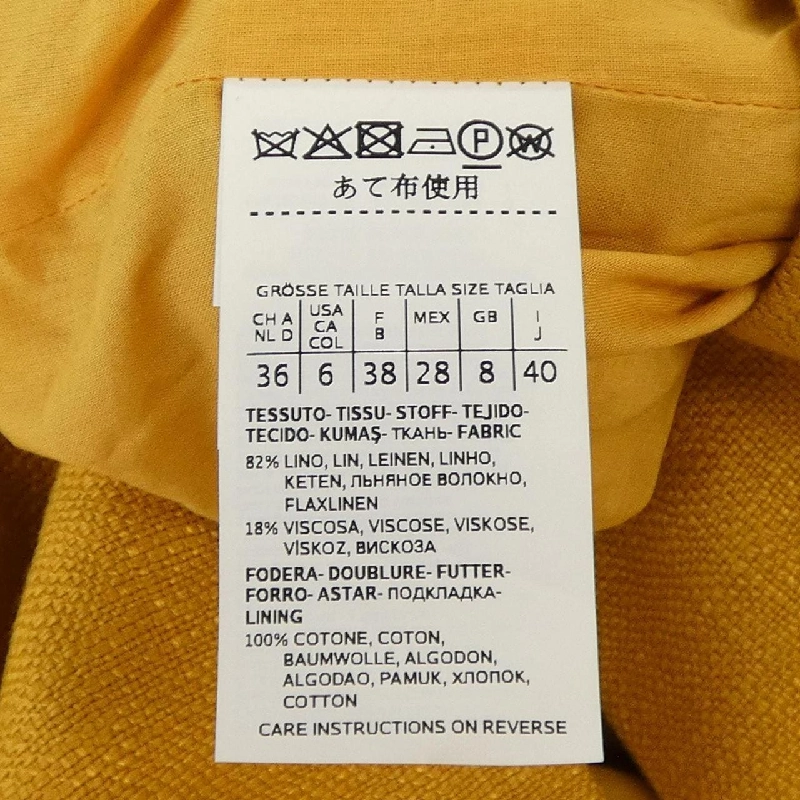 P W
あて布使用
GRÖSSE TAILLE TALLA SIZE TAGLIA
CH A NL D USA CA COL F B MEX GB I J
36 6 38 28 8 40
TESSUTO- TISSU- STOFF- TEJIDO-
TECIDO- KUMAŞ- ТКАНЬ- FABRIC
82% LINO, LIN, LEINEN, LINHO,
KETEN, ЛЬНЯНОЕ ВОЛОКНО,
FLAXLINEN
18% VISCOSA, VISCOSE, VISKOSE,
VİSKOZ, ВИСКОЗА
FODERA- DOUBLURE- FUTTER-
FORRO- ASTAR- ПОДКЛАДКА-
LINING
100% COTONE, COTON,
BAUMWOLLE, ALGODON,
ALGODAO, PAMUK, ХЛОПОК,
COTTON
CARE INSTRUCTIONS ON REVERSE